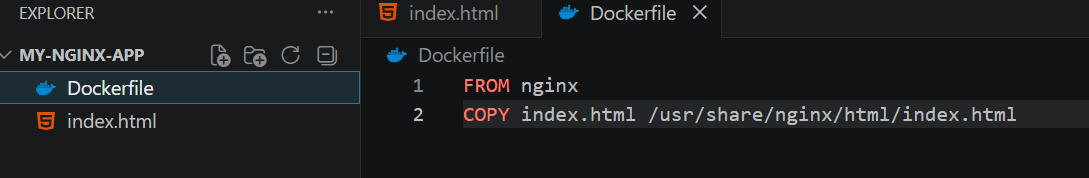 EXPLORER ···
MY-NGINX-APP
Dockerfile
index.html
index.html Dockerfile
Dockerfile
1 FROM nginx
2 COPY index.html /usr/share/nginx/html/index.html